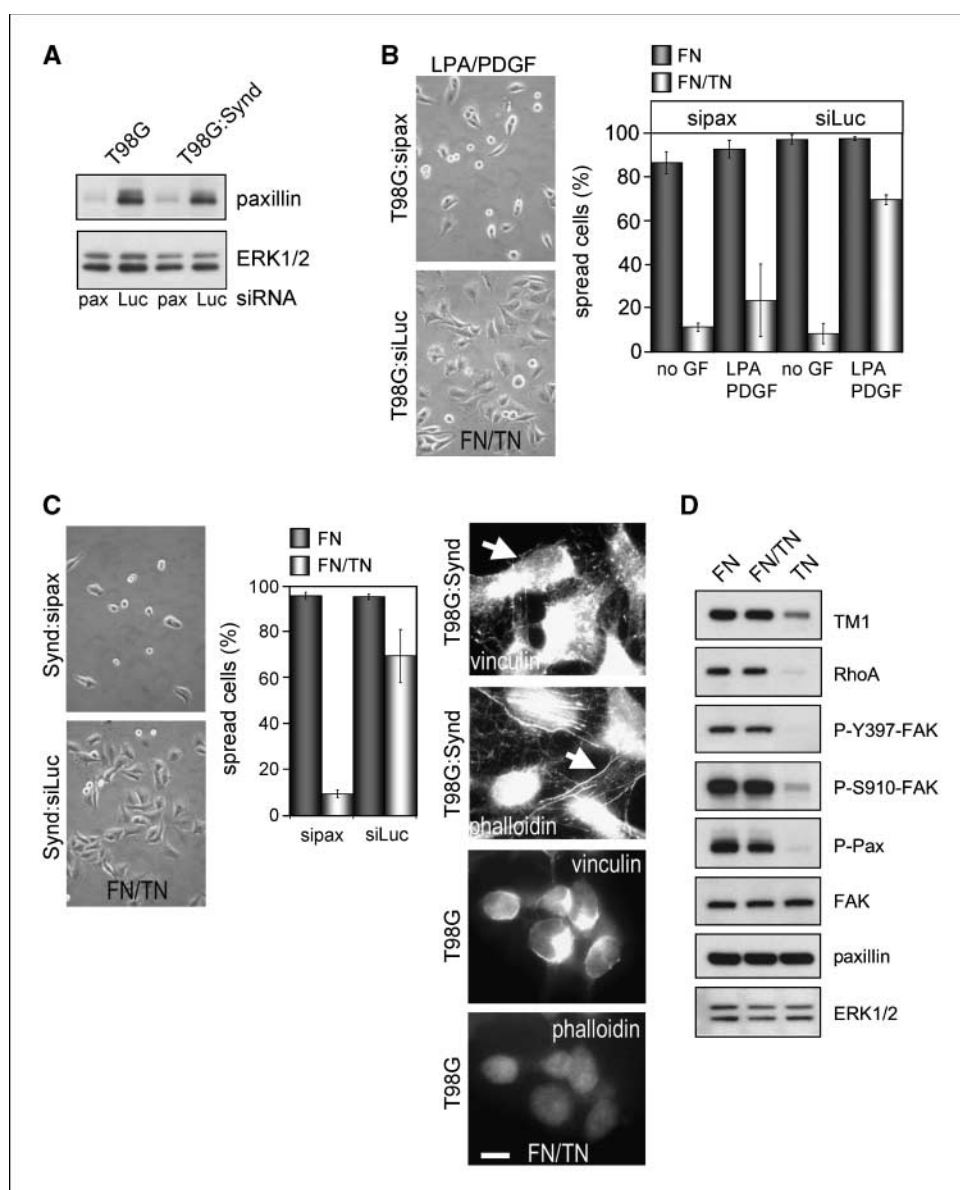 A
T98G
T98G:Synd
paxillin
ERK1/2
pax Luc pax Luc siRNA
B
LPA/PDGF
T98G:sipax
T98G:siLuc
FN/TN
FN
FN/TN
sipax siLuc
spread cells (%)
100
80
60
40
20
0
no GF LPA PDGF no GF LPA PDGF
C
Synd:sipax
Synd:siLuc
FN/TN
FN
FN/TN
spread cells (%)
100
80
60
40
20
0
sipax siLuc
T98G:Synd
vinculin
T98G:Synd
phalloidin
T98G
vinculin
T98G
phalloidin
FN/TN
D
FN
FN/TN
TN
TM1
RhoA
P-Y397-FAK
P-S910-FAK
P-Pax
FAK
paxillin
ERK1/2